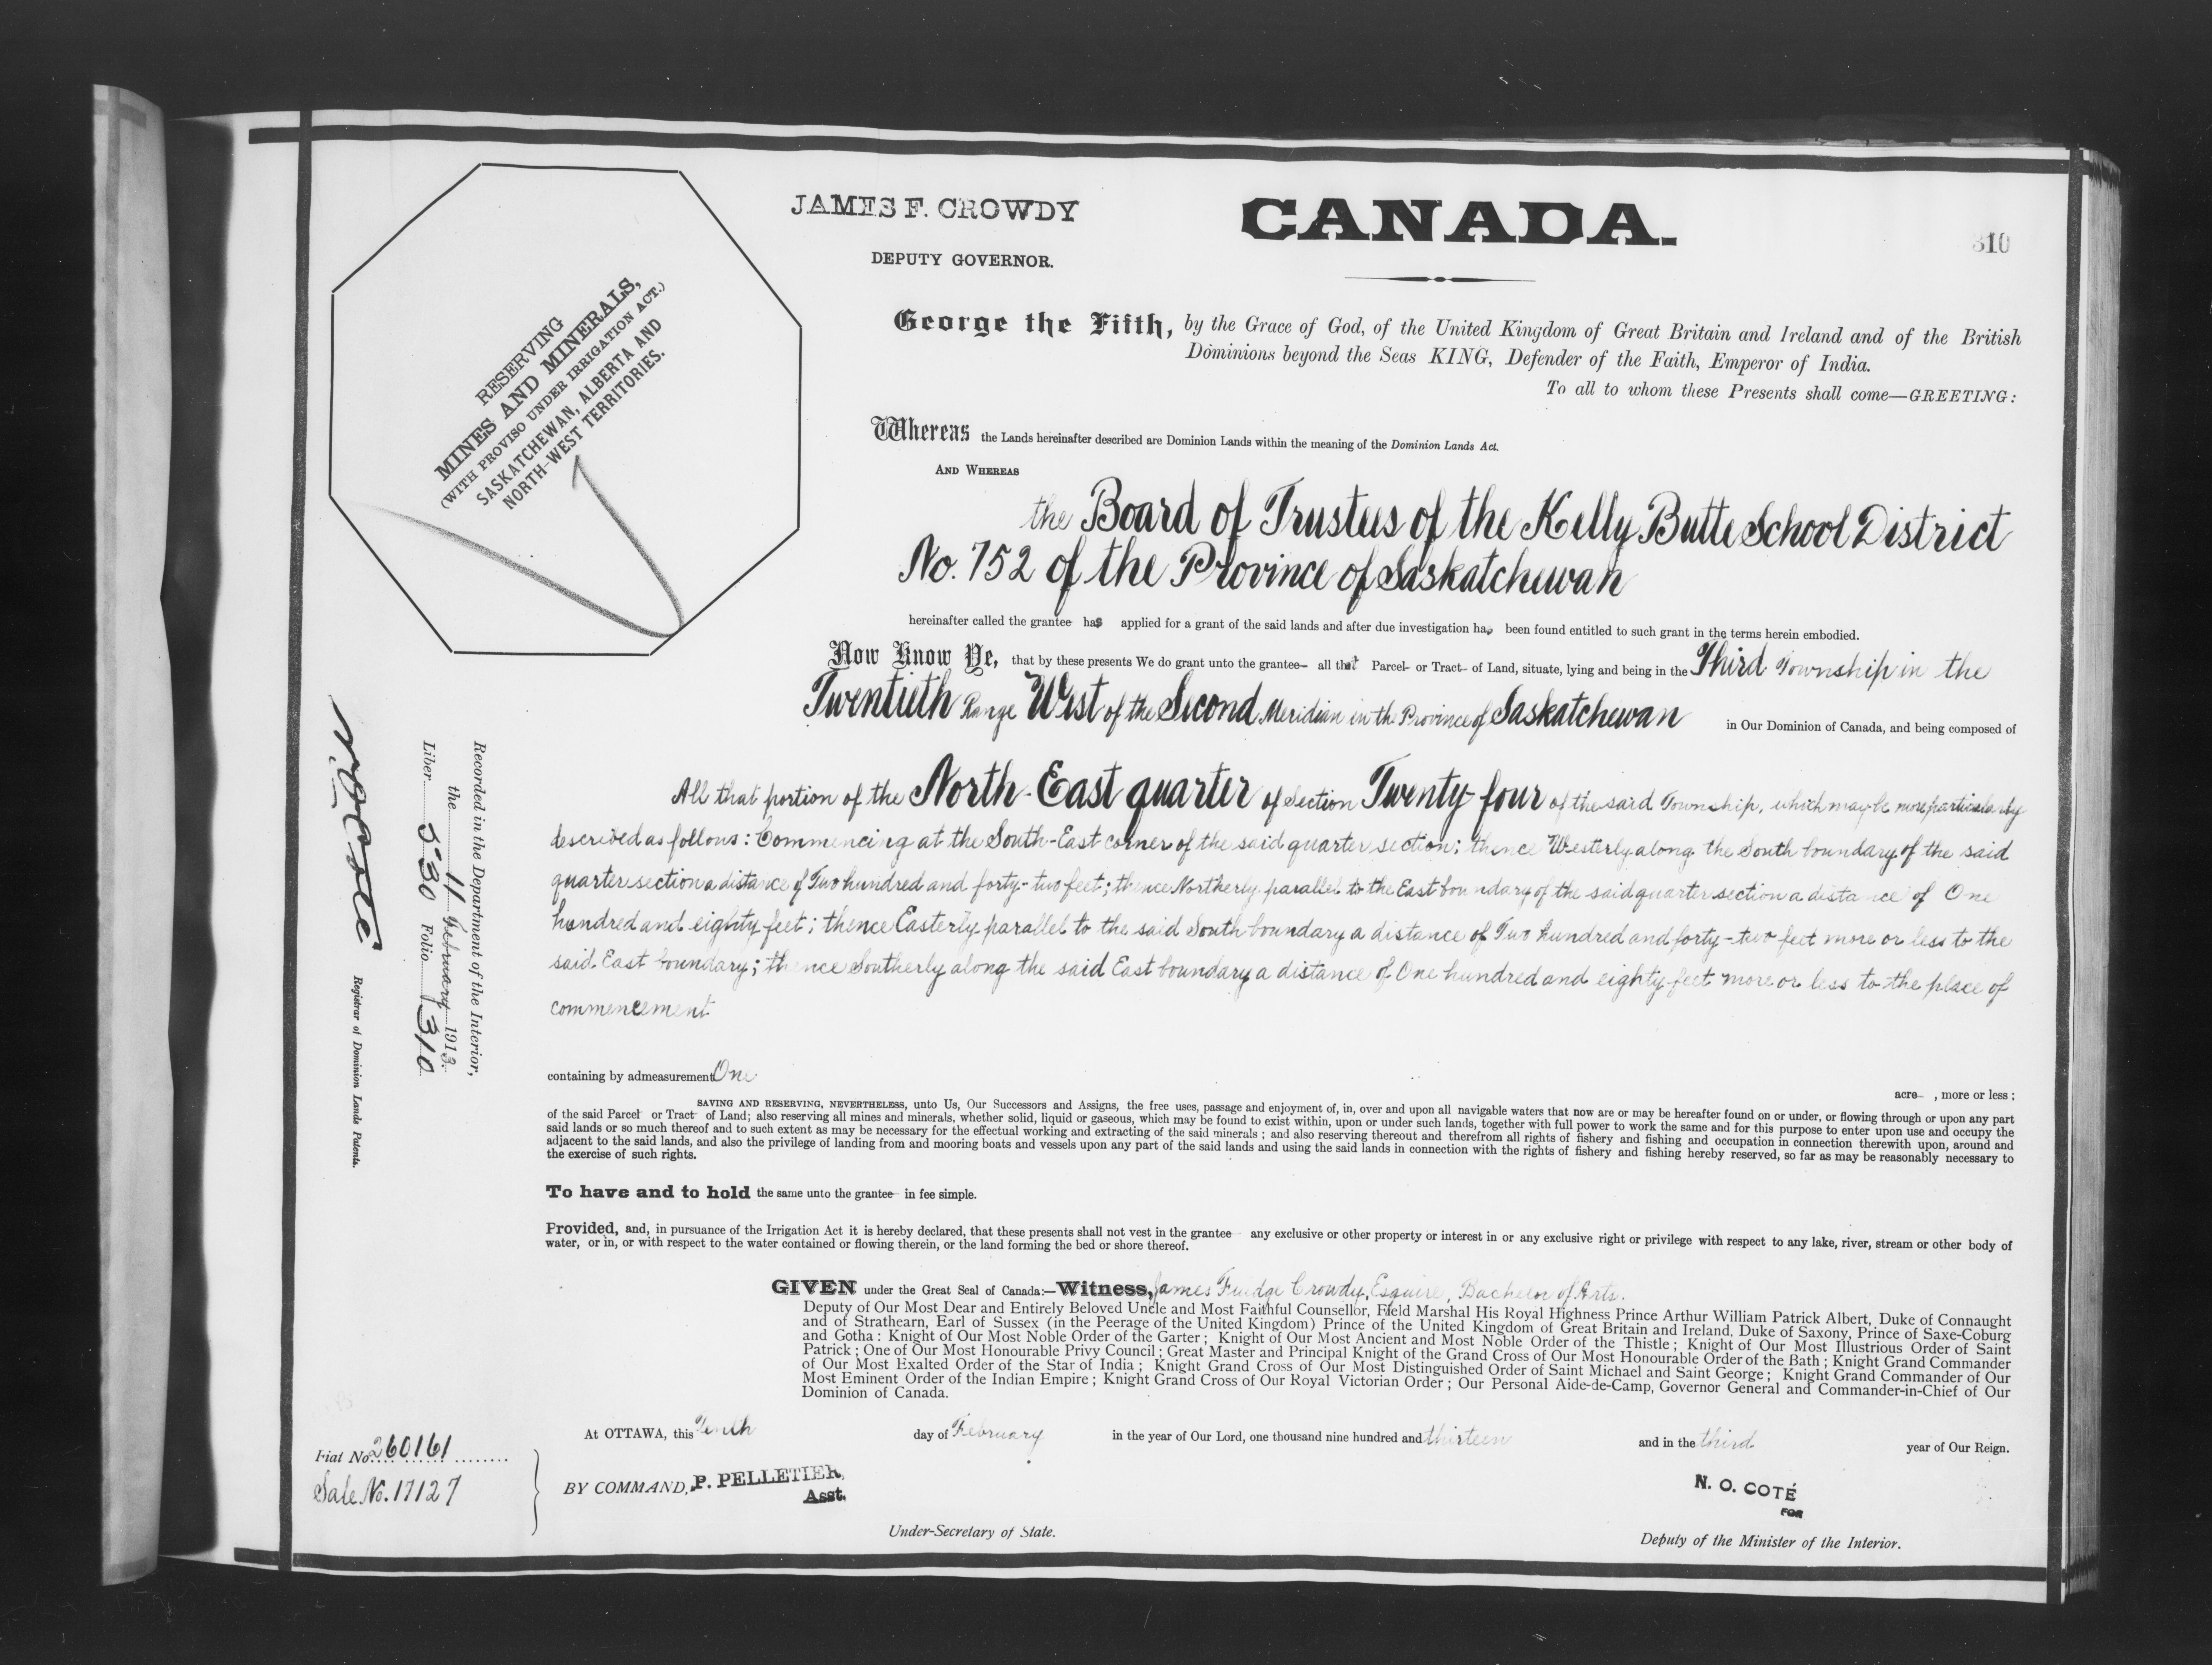 JAMES F. CROWDY
DEPUTY GOVERNOR.
CANADA.
310
RESERVING
MINES AND MINERALS,
(WITH PROVISO UNDER IRRIGATION ACT.)
SASKATCHEWAN, ALBERTA AND
NORTH-WEST TERRITORIES.
George the Fifth, by the Grace of God, of the United Kingdom of Great Britain and Ireland and of the British
Dominions beyond the Seas KING, Defender of the Faith, Emperor of India.
To all to whom these Presents shall come—GREETING:
Whereas the Lands hereinafter described are Dominion Lands within the meaning of the Dominion Lands Act.
AND WHEREAS
the Board of Trustees of the Kelly Butte School District
No. 752 of the Province of Saskatchewan
hereinafter called the grantee has applied for a grant of the said lands and after due investigation has been found entitled to such grant in the terms herein embodied.
Now Know Ye, that by these presents We do grant unto the grantee all that Parcel or Tract of Land, situate, lying and being in the Third Township in the
Twentieth Range West of the Second Meridian in the Province of Saskatchewan in Our Dominion of Canada, and being composed of
All that portion of the North-East quarter of Section Twenty-four of the said Township, which may be more particularly
described as follows: Commencing at the South-East corner of the said quarter section; thence Westerly along the South boundary of the said
quarter section a distance of Two hundred and forty-two feet; thence Northerly parallel to the East boundary of the said quarter section a distance of One
hundred and eighty feet; thence Easterly parallel to the said South boundary a distance of Two hundred and forty-two feet more or less to the
said East boundary; thence Southerly along the said East boundary a distance of One hundred and eighty feet more or less to the place of
commencement
containing by admeasurement One acre , more or less ;
SAVING AND RESERVING, NEVERTHELESS, unto Us, Our Successors and Assigns, the free uses, passage and enjoyment of, in, over and upon all navigable waters that now are or may be hereafter found on or under, or flowing through or upon any part
of the said Parcel or Tract of Land; also reserving all mines and minerals, whether solid, liquid or gaseous, which may be found to exist within, upon or under such lands, together with full power to work the same and for this purpose to enter upon use and occupy the
said lands or so much thereof and to such extent as may be necessary for the effectual working and extracting of the said minerals ; and also reserving thereout and therefrom all rights of fishery and fishing and occupation in connection therewith upon, around and
adjacent to the said lands, and also the privilege of landing from and mooring boats and vessels upon any part of the said lands and using the said lands in connection with the rights of fishery and fishing hereby reserved, so far as may be reasonably necessary to
the exercise of such rights.
To have and to hold the same unto the grantee in fee simple.
Provided, and, in pursuance of the Irrigation Act it is hereby declared, that these presents shall not vest in the grantee any exclusive or other property or interest in or any exclusive right or privilege with respect to any lake, river, stream or other body of
water, or in, or with respect to the water contained or flowing therein, or the land forming the bed or shore thereof.
GIVEN under the Great Seal of Canada:—Witness, James Fudge Crowdy, Esquire, Bachelor of Arts.
Deputy of Our Most Dear and Entirely Beloved Uncle and Most Faithful Counsellor, Field Marshal His Royal Highness Prince Arthur William Patrick Albert, Duke of Connaught
and of Strathearn, Earl of Sussex (in the Peerage of the United Kingdom) Prince of the United Kingdom of Great Britain and Ireland, Duke of Saxony, Prince of Saxe-Coburg
and Gotha: Knight of Our Most Noble Order of the Garter; Knight of Our Most Ancient and Most Noble Order of the Thistle; Knight of Our Most Illustrious Order of Saint
Patrick; One of Our Most Honourable Privy Council; Great Master and Principal Knight of the Grand Cross of Our Most Honourable Order of the Bath; Knight Grand Commander
of Our Most Exalted Order of the Star of India; Knight Grand Cross of Our Most Distinguished Order of Saint Michael and Saint George; Knight Grand Commander of Our
Most Eminent Order of the Indian Empire; Knight Grand Cross of Our Royal Victorian Order; Our Personal Aide-de-Camp, Governor General and Commander-in-Chief of Our
Dominion of Canada.
At OTTAWA, this Tenth day of February in the year of Our Lord, one thousand nine hundred and thirteen and in the third year of Our Reign.
BY COMMAND, P. PELLETIER,
Asst.
Under-Secretary of State.
N. O. COTÉ
FOR
Deputy of the Minister of the Interior.
Fiat No. 260161
Sale No. 17127
Recorded in the Department of the Interior,
the 11 February 1913
Liber 530 Folio 310
N.O. Coté
Registrar of Dominion Lands Patents.